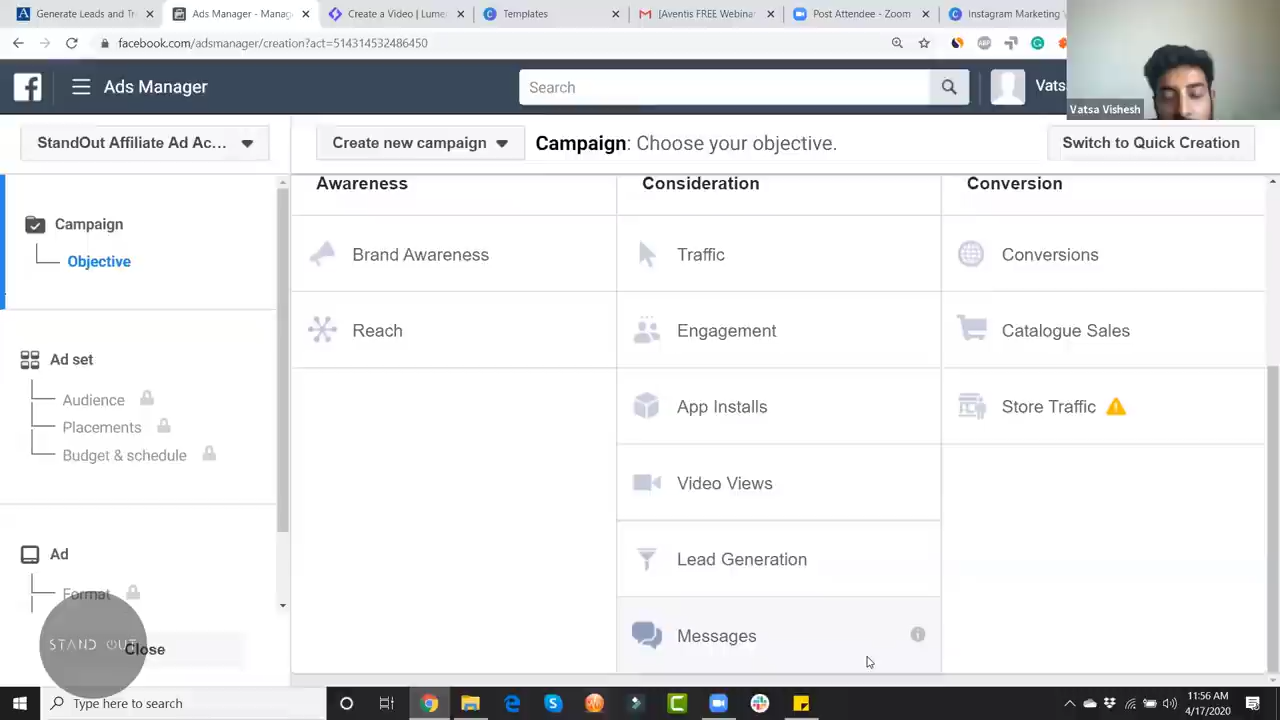 Generate Leads and Tr
Ads Manager - Manag
Create a Video | Lume
Templates
[Aventis FREE Webinar
Post Attendee - Zoom
Instagram Marketing
facebook.com/adsmanager/creation?act=514314532486450
ABP
Ads Manager
Search
Vats
Vatsa Vishesh
StandOut Affiliate Ad Ac...
Create new campaign
Campaign: Choose your objective.
Switch to Quick Creation
Awareness
Consideration
Conversion
Campaign
Objective
Brand Awareness
Traffic
Conversions
Reach
Engagement
Catalogue Sales
Ad set
Audience
Placements
Budget & schedule
App Installs
Store Traffic
Video Views
Ad
Format
Lead Generation
STAND OUT
Close
Messages
Type here to search
11:56 AM
4/17/2020